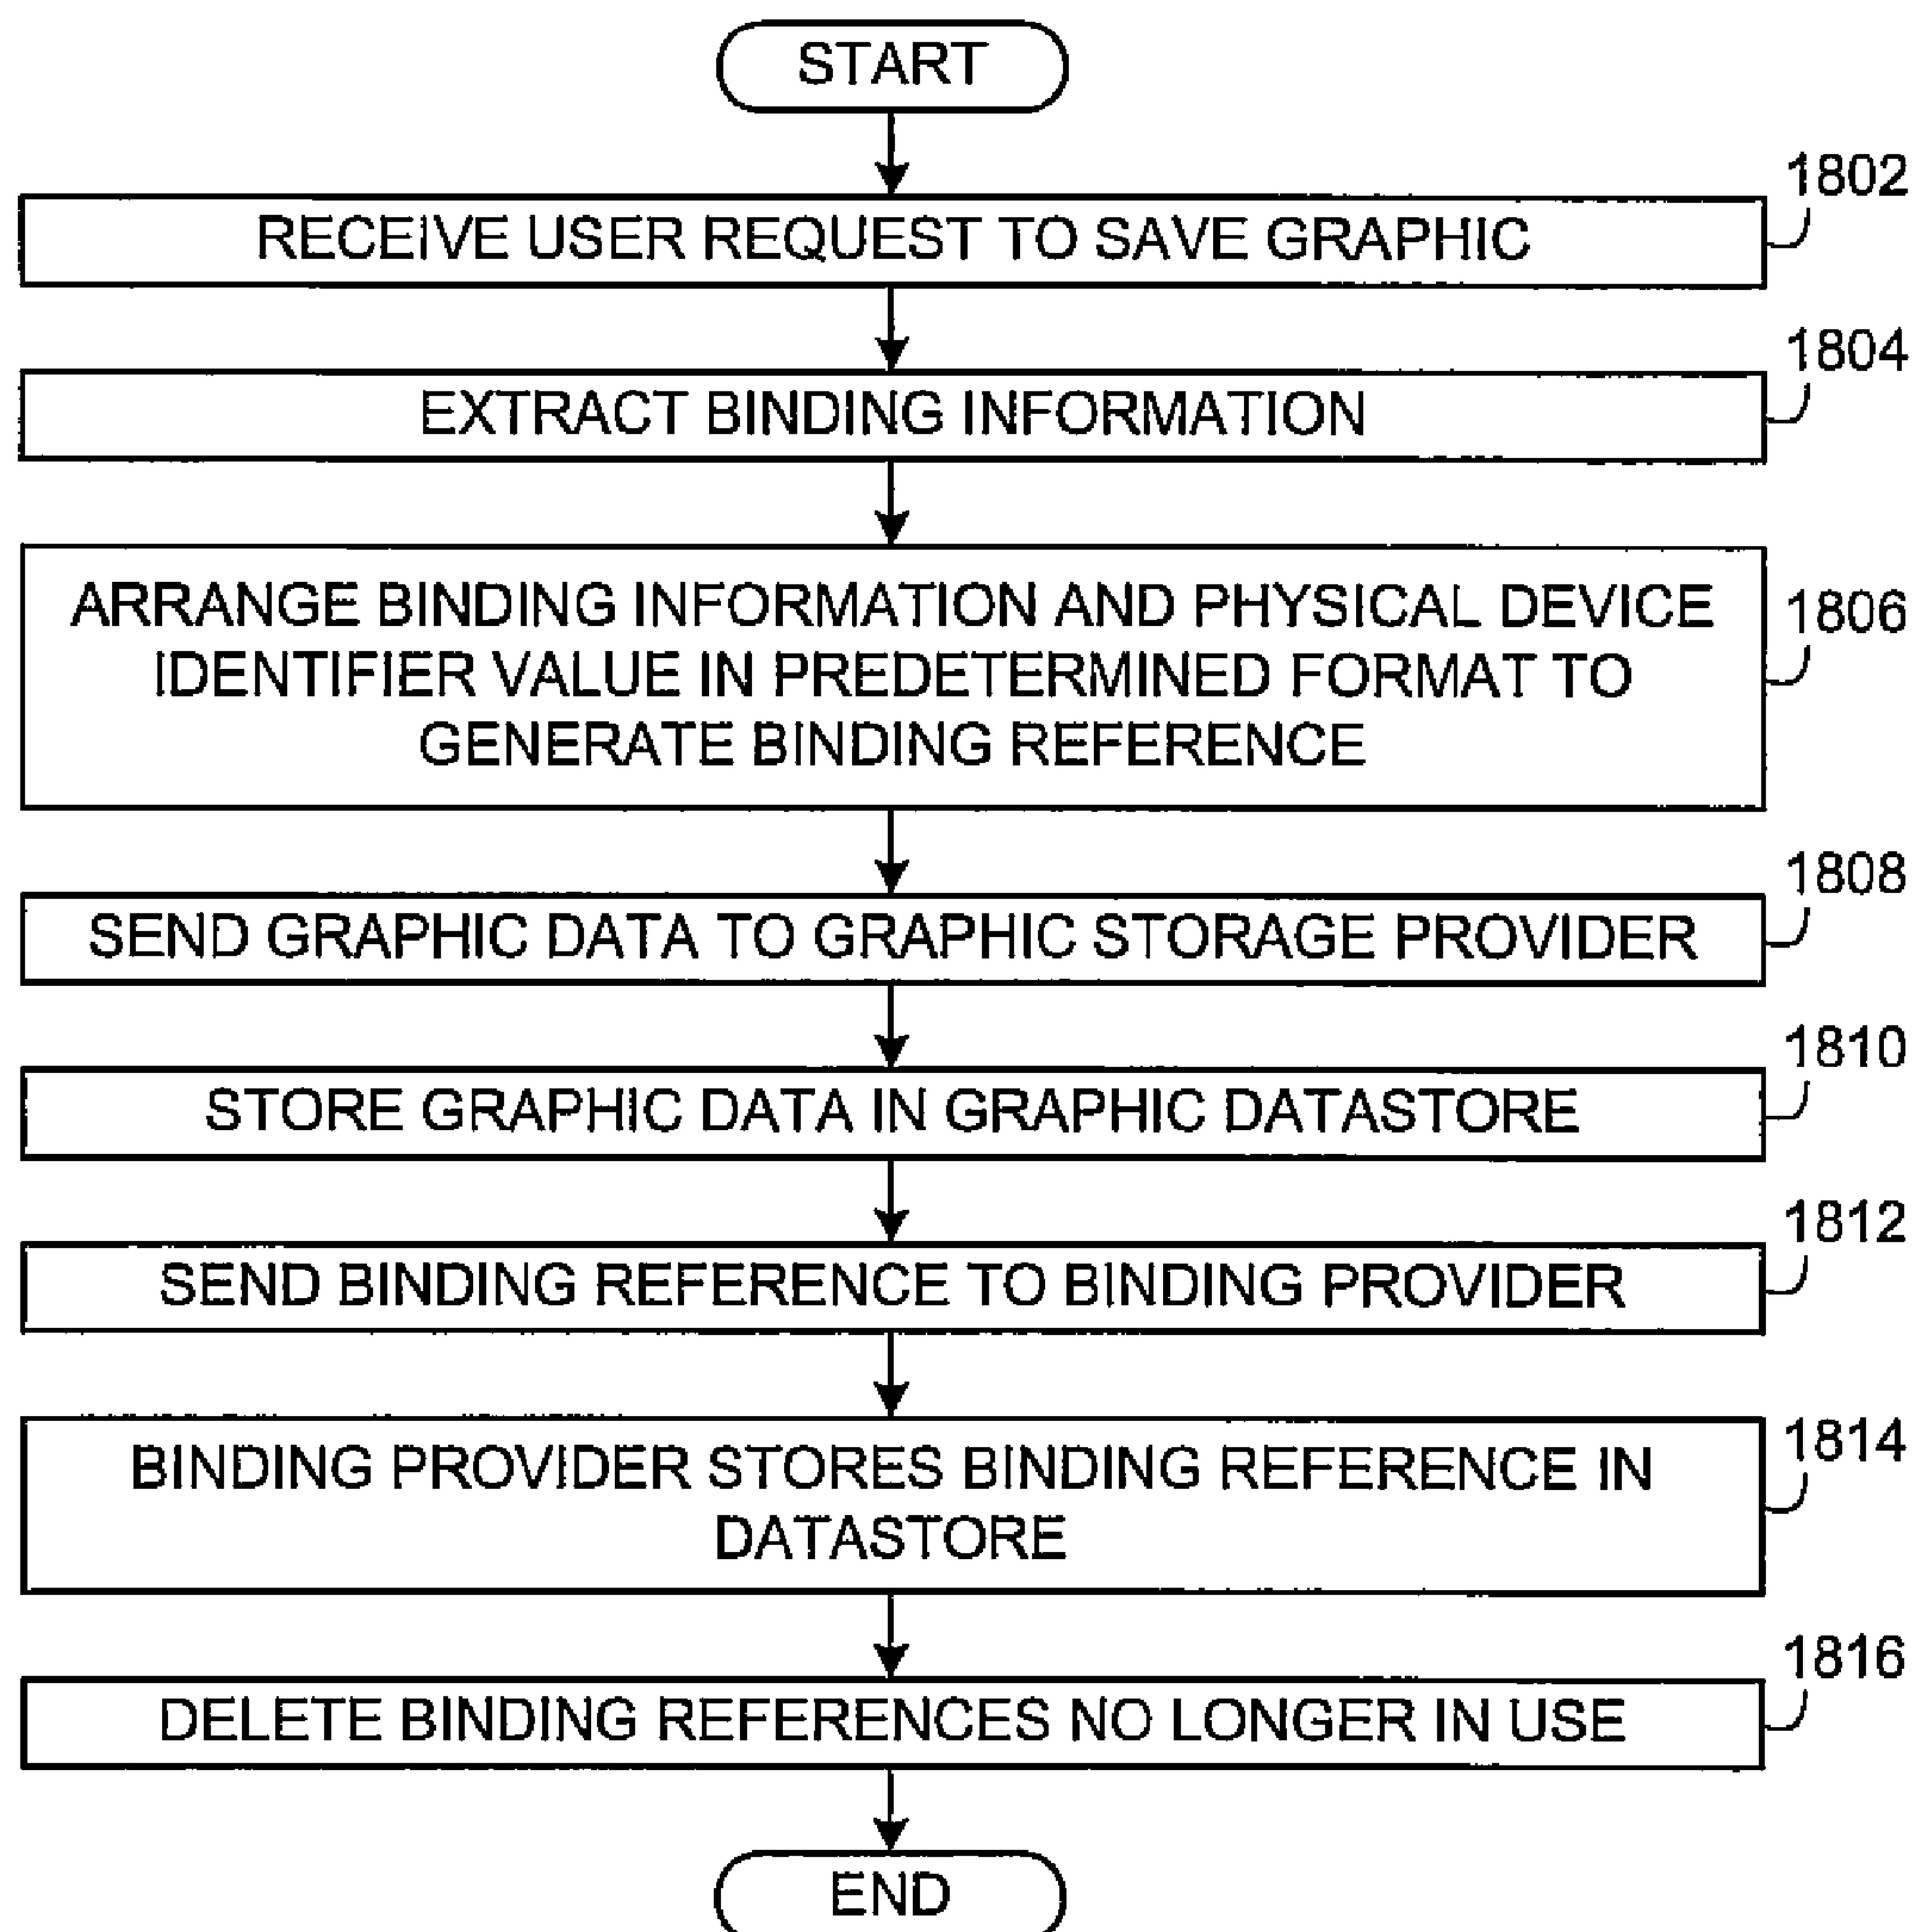 START
1802
RECEIVE USER REQUEST TO SAVE GRAPHIC
1804
EXTRACT BINDING INFORMATION
1806
ARRANGE BINDING INFORMATION AND PHYSICAL DEVICE
IDENTIFIER VALUE IN PREDETERMINED FORMAT TO
GENERATE BINDING REFERENCE
1808
SEND GRAPHIC DATA TO GRAPHIC STORAGE PROVIDER
1810
STORE GRAPHIC DATA IN GRAPHIC DATASTORE
1812
SEND BINDING REFERENCE TO BINDING PROVIDER
1814
BINDING PROVIDER STORES BINDING REFERENCE IN
DATASTORE
1816
DELETE BINDING REFERENCES NO LONGER IN USE
END